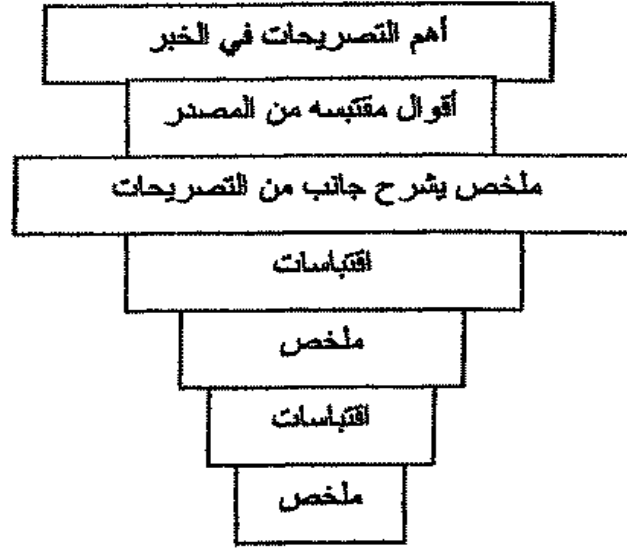 أهم التصريحات في الخبر
أقوال مقتبسه من المصدر
ملخص يشرح جانب من التصريحات
اقتباسات
ملخص
اقتباسات
ملخص